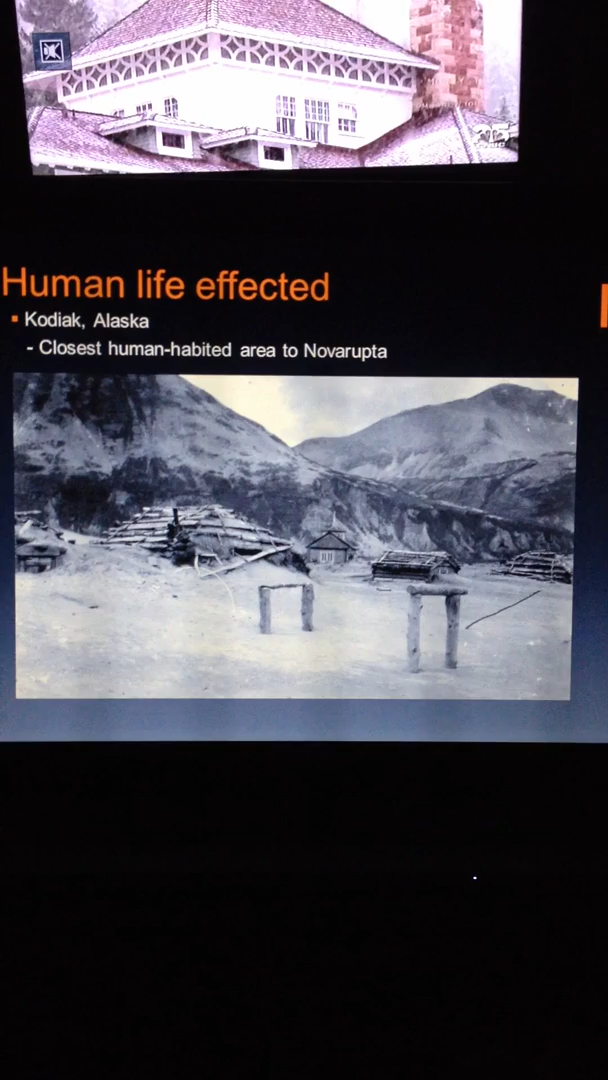 Human life effected
Kodiak, Alaska
- Closest human-habited area to Novarupta